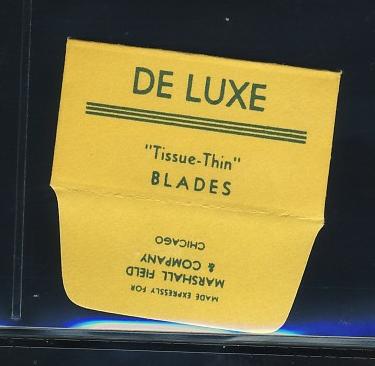 DE LUXE
"Tissue-Thin"
BLADES
MADE EXPRESSLY FOR
MARSHALL FIELD
& COMPANY
CHICAGO